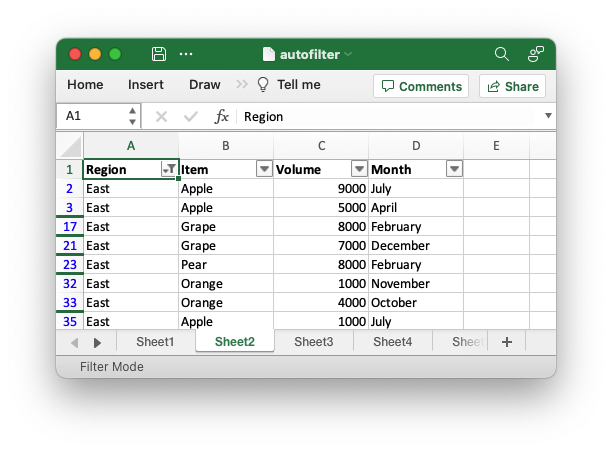 autofilter
Home Insert Draw Tell me Comments Share
A1 fx Region
A B C D E
1 Region Item Volume Month
2 East Apple 9000 July
3 East Apple 5000 April
17 East Grape 8000 February
21 East Grape 7000 December
23 East Pear 8000 February
32 East Orange 1000 November
33 East Orange 4000 October
35 East Apple 1000 July
Sheet1 Sheet2 Sheet3 Sheet4 Shee
Filter Mode